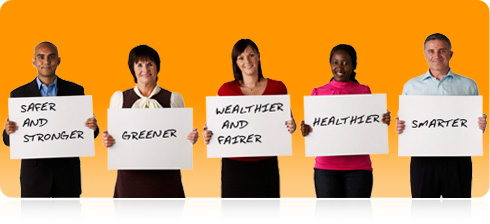 SAFER
AND
STRONGER
GREENER
WEALTHIER
AND
FAIRER
HEALTHIER
SMARTER